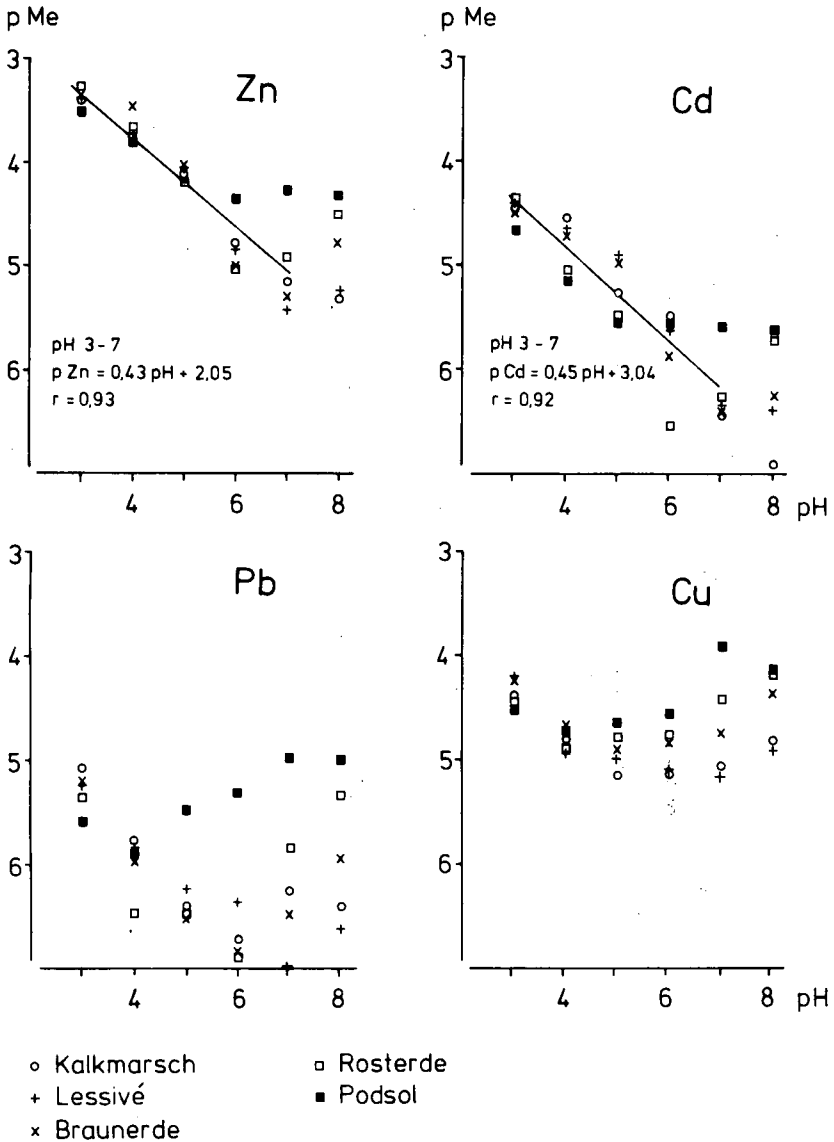 p Me
3
4
5
6
Zn
pH 3-7
p Zn = 0,43 pH + 2,05
r = 0,93
4
6
8
p Me
3
4
5
6
Cd
pH 3-7
p Cd = 0,45 pH + 3,04
r = 0,92
4
6
8
pH
3
4
5
6
Pb
4
6
8
3
4
5
6
Cu
4
6
8
pH
Kalkmarsch
Lessivé
Braunerde
Rosterde
Podsol